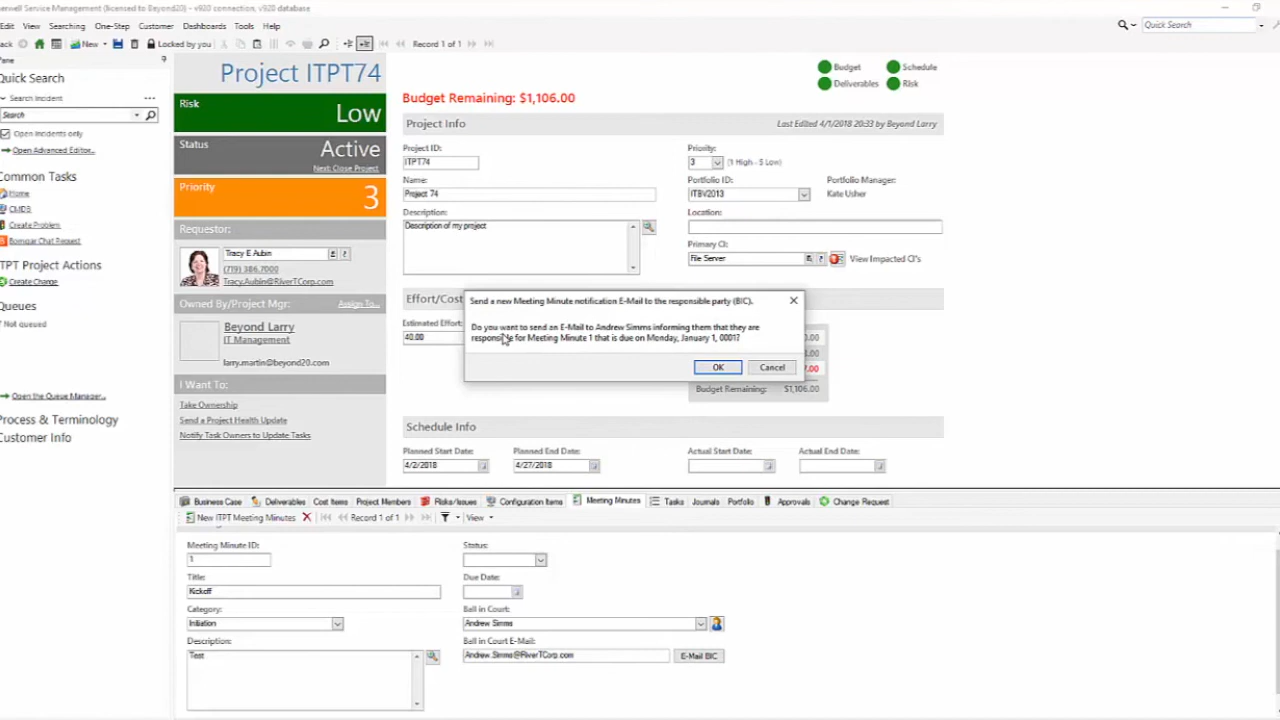 erwell Service Management (licensed to Beyond20) - v920 connection, v920 database
Edit View Searching One-Step Customer Dashboards Tools Help
Quick Search
ack New Locked by you Record 1 of 1
Pane
Quick Search
Search Incident
Search
Open Incidents only
Open Advanced Editor...
Common Tasks
Home
CMDB
Create Problem
Bomgar Chat Request
ITPT Project Actions
Create Change
Queues
Not queued
Open the Queue Manager...
Process & Terminology
Customer Info
Project ITPT74
Risk
Low
Status
Active
Next: Close Project
Priority
3
Requestor:
Tracy E Aubin
(719) 386.7000
Tracy.Aubin@RiverTCorp.com
Owned By/Project Mgr: Assign To...
Beyond Larry
IT Management
larry.martin@beyond20.com
I Want To:
Take Ownership
Send a Project Health Update
Notify Task Owners to Update Tasks
Budget Schedule
Deliverables Risk
Budget Remaining: $1,106.00
Project Info Last Edited 4/1/2018 20:33 by Beyond Larry
Project ID: Priority:
ITPT74 3 (1 High - 5 Low)
Name: Portfolio ID: Portfolio Manager:
Project 74 ITBV2013 Kate Usher
Description: Location:
Description of my project
Primary CI:
File Server View Impacted CI's
Effort/Cost
Estimated Effort:
40.00
Send a new Meeting Minute notification E-Mail to the responsible party (BIC).
Do you want to send an E-Mail to Andrew Simms informing them that they are
responsible for Meeting Minute 1 that is due on Monday, January 1, 0001?
OK Cancel
Budget Remaining: $1,106.00
Schedule Info
Planned Start Date: Planned End Date: Actual Start Date: Actual End Date:
4/2/2018 4/27/2018
Business Case Deliverables Cost Items Project Members Risks/Issues Configuration Items Meeting Minutes Tasks Journals Portfolio Approvals Change Request
New ITPT Meeting Minutes Record 1 of 1 View
Meeting Minute ID: Status:
1
Title: Due Date:
Kickoff
Category: Ball in Court:
Initiation Andrew Simms
Description: Ball in Court E-Mail:
Test Andrew.Simms@RiverTCorp.com E-Mail BIC